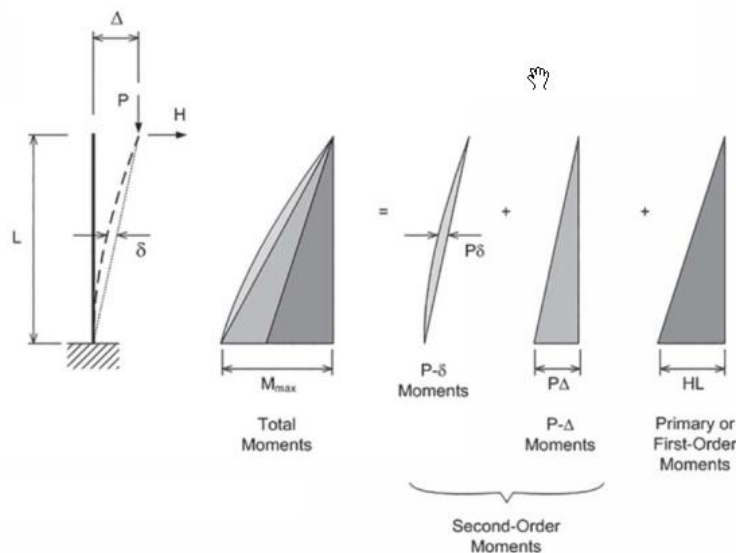 Δ
P
H
L
δ
=
+
+
Pδ
M_max
PΔ
HL
P-δ
Moments
Total
Moments
P-Δ
Moments
Primary or
First-Order
Moments
Second-Order
Moments